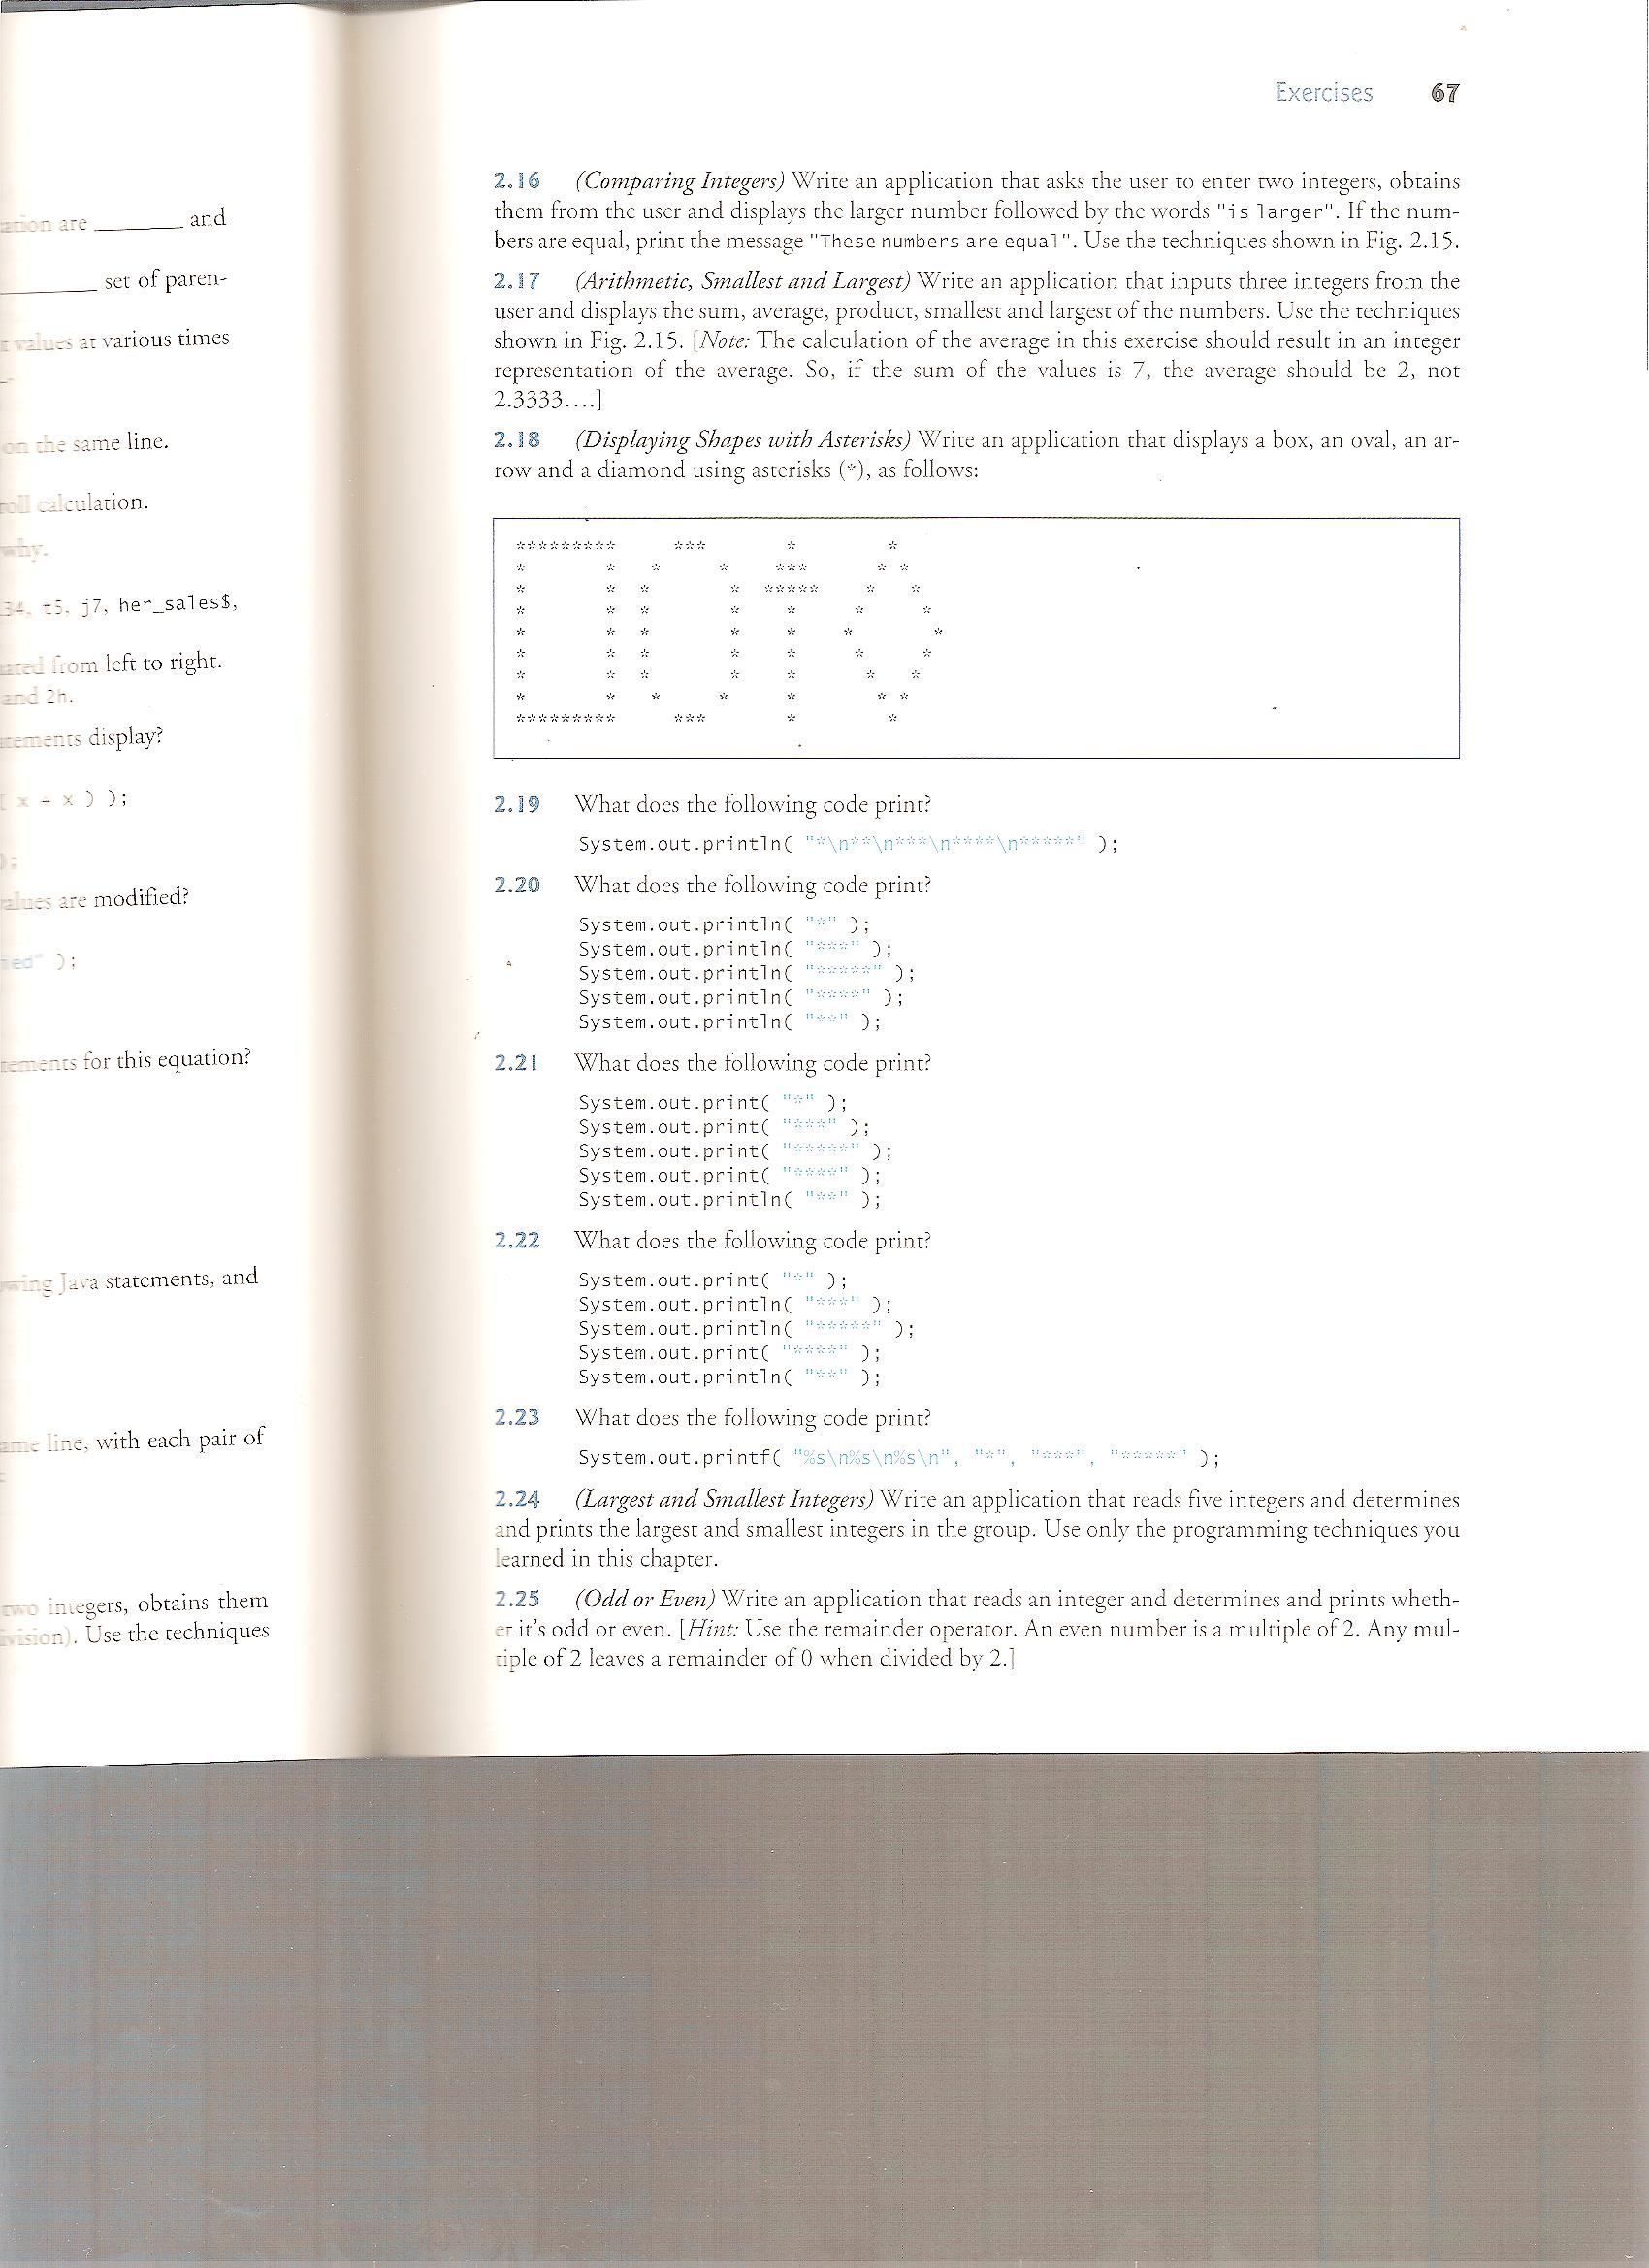 ation are ________ and
________ set of paren-
values at various times
on the same line.
roll calculation.
why.
34, t5, j7, her_sales$,
ated from left to right.
and 2h.
tements display?
( x + x ) );
);
alues are modified?
fied" );
tements for this equation?
owing Java statements, and
ame line, with each pair of
two integers, obtains them
ivision). Use the techniques
Exercises 67
2.16 (Comparing Integers) Write an application that asks the user to enter two integers, obtains
them from the user and displays the larger number followed by the words "is larger". If the num-
bers are equal, print the message "These numbers are equal". Use the techniques shown in Fig. 2.15.
2.17 (Arithmetic, Smallest and Largest) Write an application that inputs three integers from the
user and displays the sum, average, product, smallest and largest of the numbers. Use the techniques
shown in Fig. 2.15. [Note: The calculation of the average in this exercise should result in an integer
representation of the average. So, if the sum of the values is 7, the average should be 2, not
2.3333....]
2.18 (Displaying Shapes with Asterisks) Write an application that displays a box, an oval, an ar-
row and a diamond using asterisks (*), as follows:
*********     ***       *        *
*       *   *     *    ***      * *
*       *  *       *  *****    *   *
*       *  *       *    *     *     *
*       *  *       *    *    *       *
*       *  *       *    *     *     *
*       *  *       *    *      *   *
*       *   *     *     *       * *
*********     ***       *        *
2.19 What does the following code print?
System.out.println( "*\n**\n***\n****\n*****" );
2.20 What does the following code print?
System.out.println( "*" );
System.out.println( "***" );
System.out.println( "*****" );
System.out.println( "****" );
System.out.println( "**" );
2.21 What does the following code print?
System.out.print( "*" );
System.out.print( "***" );
System.out.print( "*****" );
System.out.print( "****" );
System.out.println( "**" );
2.22 What does the following code print?
System.out.print( "*" );
System.out.println( "***" );
System.out.println( "*****" );
System.out.print( "****" );
System.out.println( "**" );
2.23 What does the following code print?
System.out.printf( "%s\n%s\n%s\n", "*", "***", "*****" );
2.24 (Largest and Smallest Integers) Write an application that reads five integers and determines
and prints the largest and smallest integers in the group. Use only the programming techniques you
learned in this chapter.
2.25 (Odd or Even) Write an application that reads an integer and determines and prints wheth-
er it's odd or even. [Hint: Use the remainder operator. An even number is a multiple of 2. Any mul-
tiple of 2 leaves a remainder of 0 when divided by 2.]